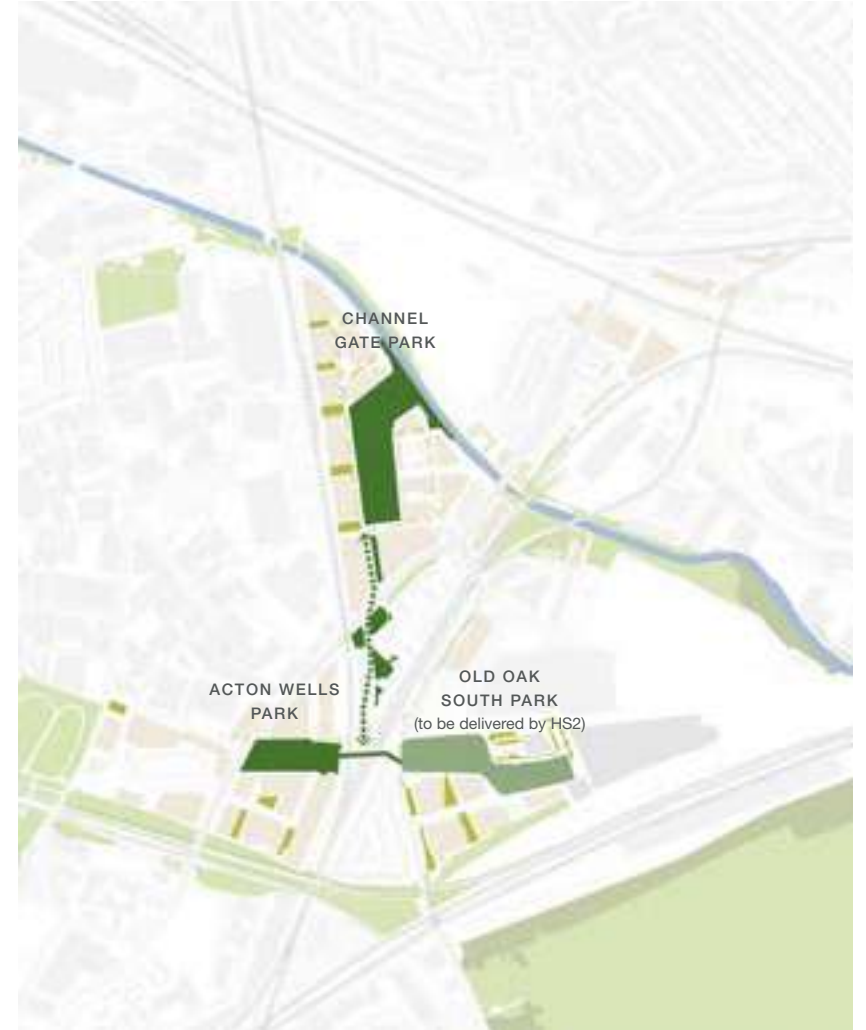 CHANNEL
GATE PARK
ACTON WELLS
PARK
OLD OAK
SOUTH PARK
(to be delivered by HS2)